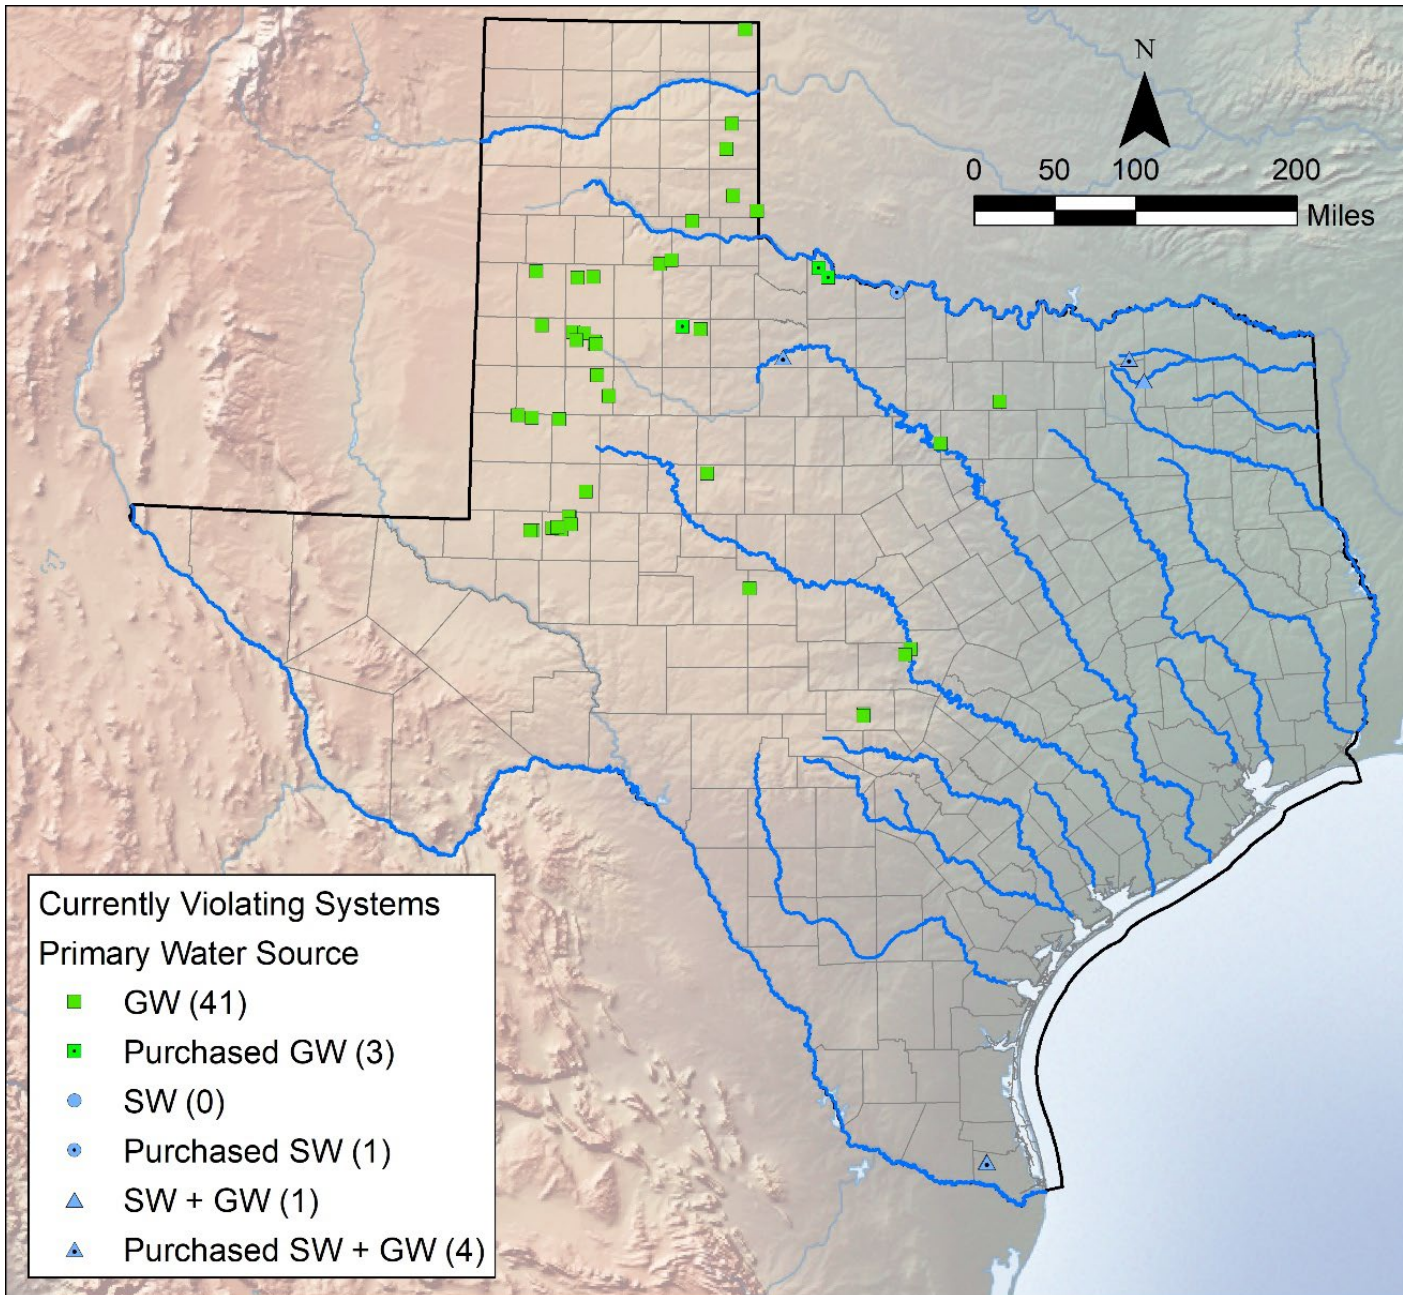 N
0 50 100 200
Miles
Currently Violating Systems
Primary Water Source
GW (41)
Purchased GW (3)
SW (0)
Purchased SW (1)
SW + GW (1)
Purchased SW + GW (4)